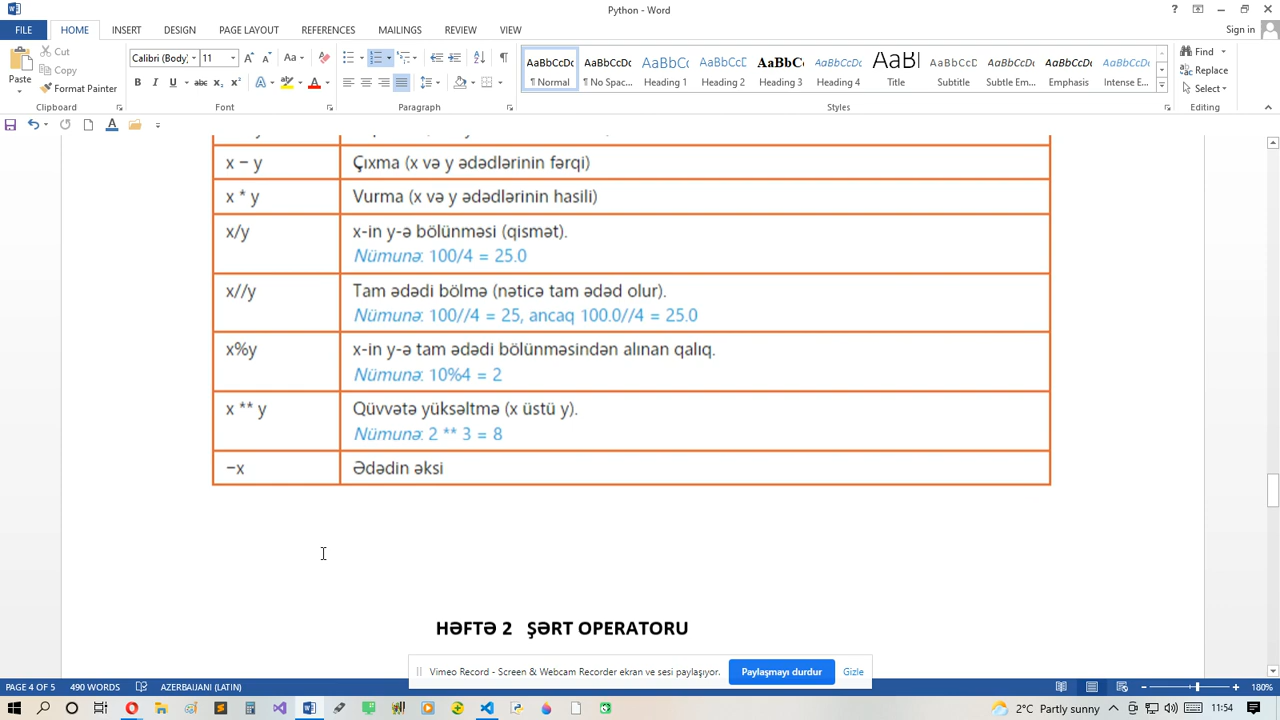 Python - Word
?
Sign in
FILE HOME INSERT DESIGN PAGE LAYOUT REFERENCES MAILINGS REVIEW VIEW
Paste
Cut
Copy
Format Painter
Clipboard
Calibri (Body) 11
B I U abc x₂ x²
Font
Paragraph
AaBbCcDc AaBbCcDc AaBbC AaBbCcD AaBbC AaBbCcDc AaB AaBbCcD AaBbCcDc AaBbCcDc AaBbCcDc
¶ Normal ¶ No Spac... Heading 1 Heading 2 Heading 3 Heading 4 Title Subtitle Subtle Em... Emphasis Intense E...
Styles
Find
Replace
Select
Editing
x − y Çıxma (x və y ədədlərinin fərqi)
x * y Vurma (x və y ədədlərinin hasili)
x/y x-in y-ə bölünməsi (qismət).
Nümunə: 100/4 = 25.0
x//y Tam ədədi bölmə (nəticə tam ədəd olur).
Nümunə: 100//4 = 25, ancaq 100.0//4 = 25.0
x%y x-in y-ə tam ədədi bölünməsindən alınan qalıq.
Nümunə: 10%4 = 2
x ** y Qüvvətə yüksəltmə (x üstü y).
Nümunə: 2 ** 3 = 8
−x Ədədin əksi
HƏFTƏ 2 ŞƏRT OPERATORU
Vimeo Record - Screen & Webcam Recorder ekran ve sesi paylaşıyor. Paylaşmayı durdur Gizle
PAGE 4 OF 5 490 WORDS AZERBAIJANI (LATIN) 180%
2°C Partly sunny 11:54